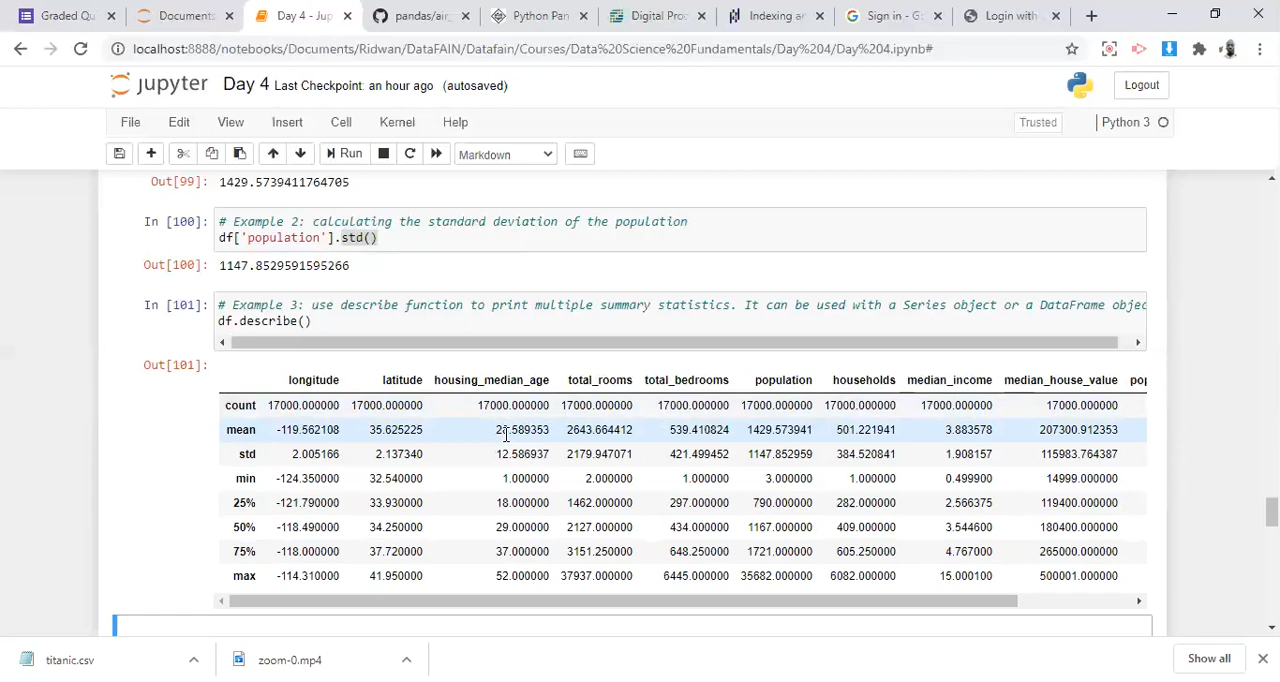 Graded Qu
Documents
Day 4 - Jup
pandas/air
Python Pan
Digital Pro
Indexing an
Sign in - G
Login with
localhost:8888/notebooks/Documents/Ridwan/DataFAIN/Datafain/Courses/Data%20Science%20Fundamentals/Day%204/Day%204.ipynb#
jupyter Day 4 Last Checkpoint: an hour ago (autosaved)
Logout
File Edit View Insert Cell Kernel Help
Trusted
Python 3
Run
Markdown
Out[99]: 1429.5739411764705
In [100]: # Example 2: calculating the standard deviation of the population
df['population'].std()
Out[100]: 1147.8529591595266
In [101]: # Example 3: use describe function to print multiple summary statistics. It can be used with a Series object or a DataFrame objec
df.describe()
Out[101]:
longitude latitude housing_median_age total_rooms total_bedrooms population households median_income median_house_value pop
count 17000.000000 17000.000000 17000.000000 17000.000000 17000.000000 17000.000000 17000.000000 17000.000000 17000.000000
mean -119.562108 35.625225 28.589353 2643.664412 539.410824 1429.573941 501.221941 3.883578 207300.912353
std 2.005166 2.137340 12.586937 2179.947071 421.499452 1147.852959 384.520841 1.908157 115983.764387
min -124.350000 32.540000 1.000000 2.000000 1.000000 3.000000 1.000000 0.499900 14999.000000
25% -121.790000 33.930000 18.000000 1462.000000 297.000000 790.000000 282.000000 2.566375 119400.000000
50% -118.490000 34.250000 29.000000 2127.000000 434.000000 1167.000000 409.000000 3.544600 180400.000000
75% -118.000000 37.720000 37.000000 3151.250000 648.250000 1721.000000 605.250000 4.767000 265000.000000
max -114.310000 41.950000 52.000000 37937.000000 6445.000000 35682.000000 6082.000000 15.000100 500001.000000
titanic.csv
zoom-0.mp4
Show all